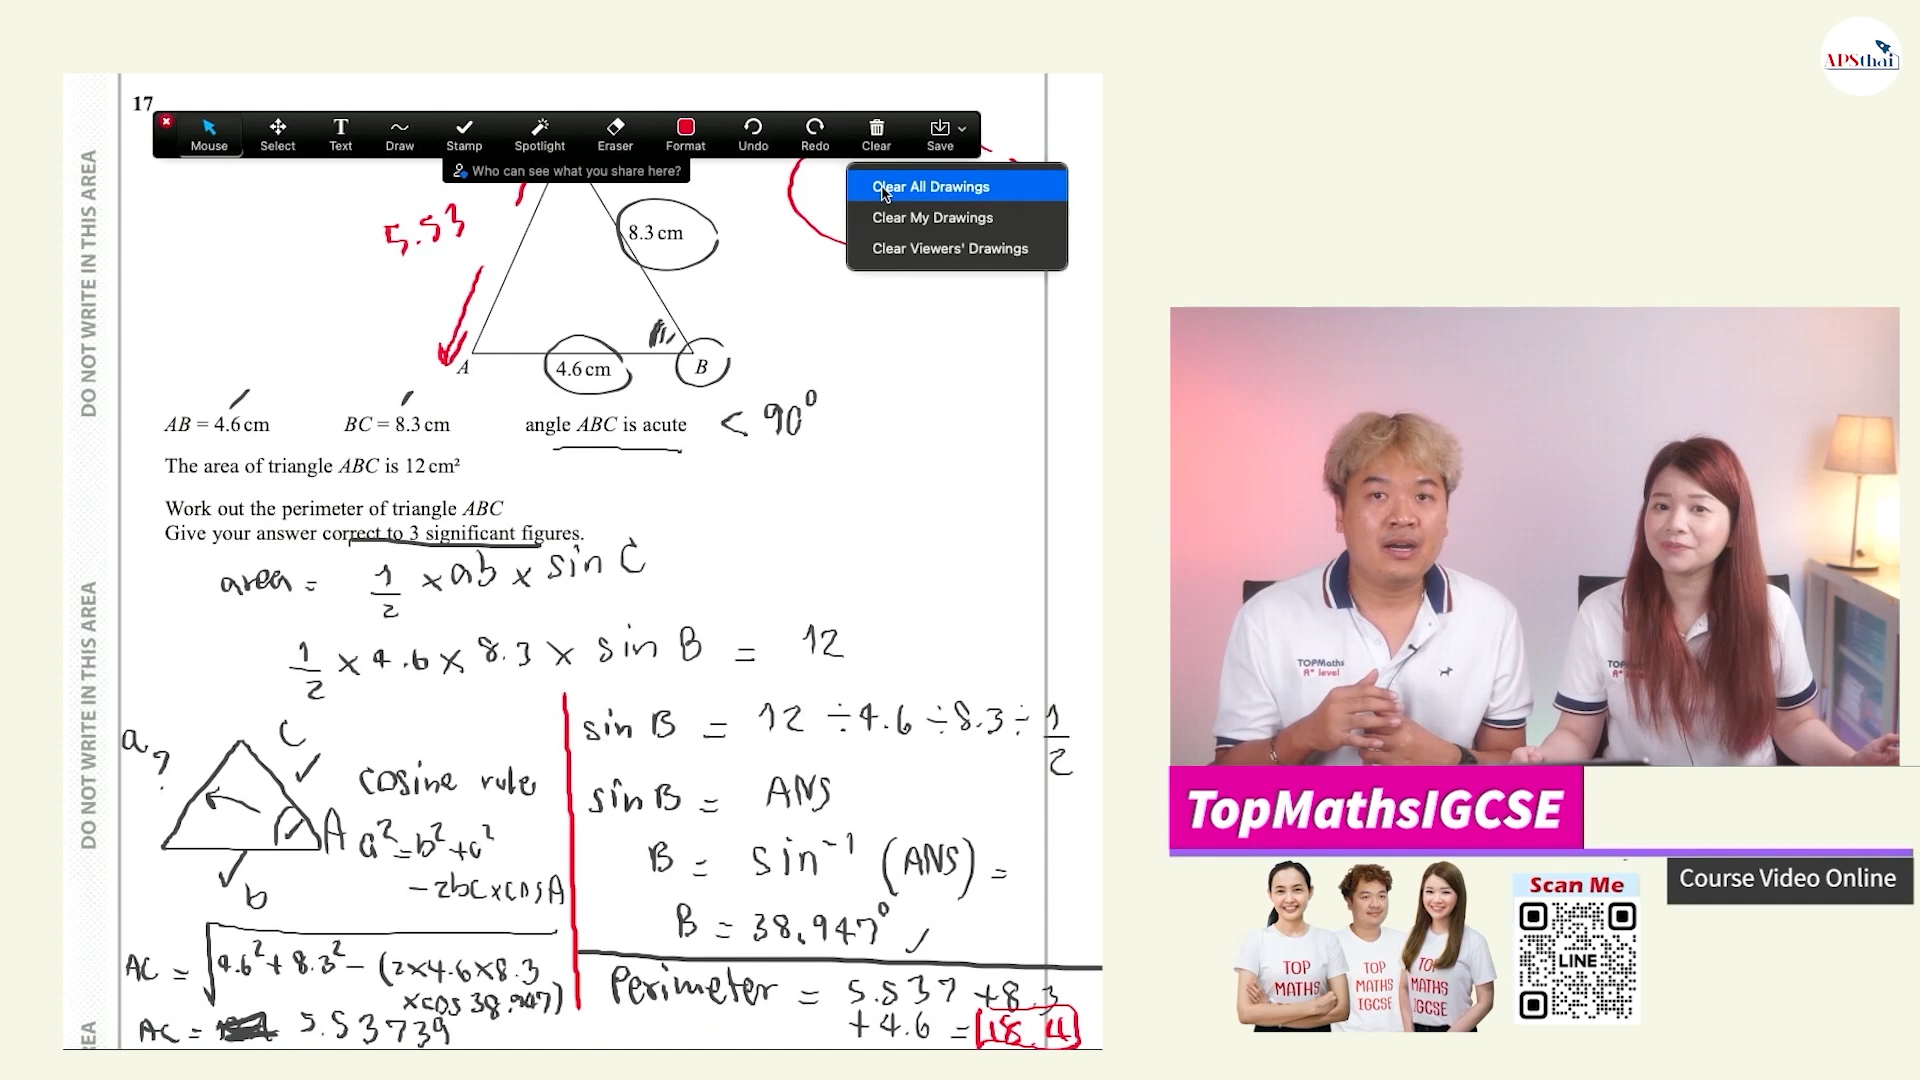 APSthai
17
Mouse Select Text Draw Stamp Spotlight Eraser Format Undo Redo Clear Save
Who can see what you share here?
Clear All Drawings
Clear My Drawings
Clear Viewers' Drawings
5.53
8.3 cm
A
4.6 cm
B
AB = 4.6 cm BC = 8.3 cm angle ABC is acute < 90°
The area of triangle ABC is 12 cm²
Work out the perimeter of triangle ABC
Give your answer correct to 3 significant figures.
area = 1/2 × ab × sin C
1/2 × 4.6 × 8.3 × sin B = 12
a ?
C
A
b
cosine rule
a² = b² + c²
- 2bc × cos A
AC = √4.6² + 8.3² - (2×4.6×8.3
×cos 38.947)
AC = 5.53739
sin B = 12 ÷ 4.6 ÷ 8.3 ÷ 1/2
sin B = ANS
B = sin⁻¹ (ANS) =
B = 38.947°
Perimeter = 5.537 + 8.3
+ 4.6 = 18.4
DO NOT WRITE IN THIS AREA
DO NOT WRITE IN THIS AREA
EA
TOPMaths
A* level
TopMathsIGCSE
Course Video Online
Scan Me
LINE
TOP
MATHS
TOP
MATHS
IGCSE
MATHS
IGCSE